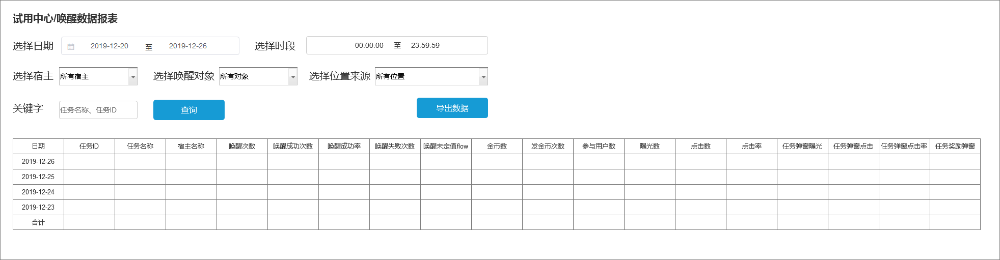 试用中心/唤醒数据报表
选择日期 2019-12-20 至 2019-12-26 选择时段 00:00:00 至 23:59:59
选择宿主 所有宿主 选择唤醒对象 所有对象 选择位置来源 所有位置
关键字 任务名称、任务ID 查询 导出数据
日期 任务ID 任务名称 宿主名称 唤醒次数 唤醒成功次数 唤醒成功率 唤醒失败次数 唤醒未定值flow 金币数 发金币次数 参与用户数 曝光数 点击数 点击率 任务弹窗曝光 任务弹窗点击 任务弹窗点击率 任务奖励弹窗
2019-12-26
2019-12-25
2019-12-24
2019-12-23
合计